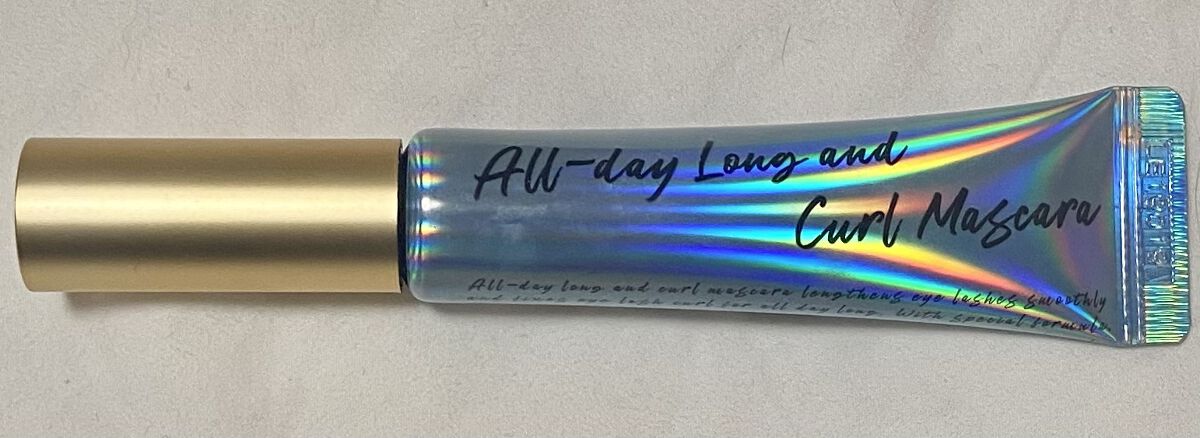 All-day Long and
Curl Mascara
All-day long and curl mascara lengthens eye lashes smoothly
and fixes eye lash curl for all day long. With special formula,